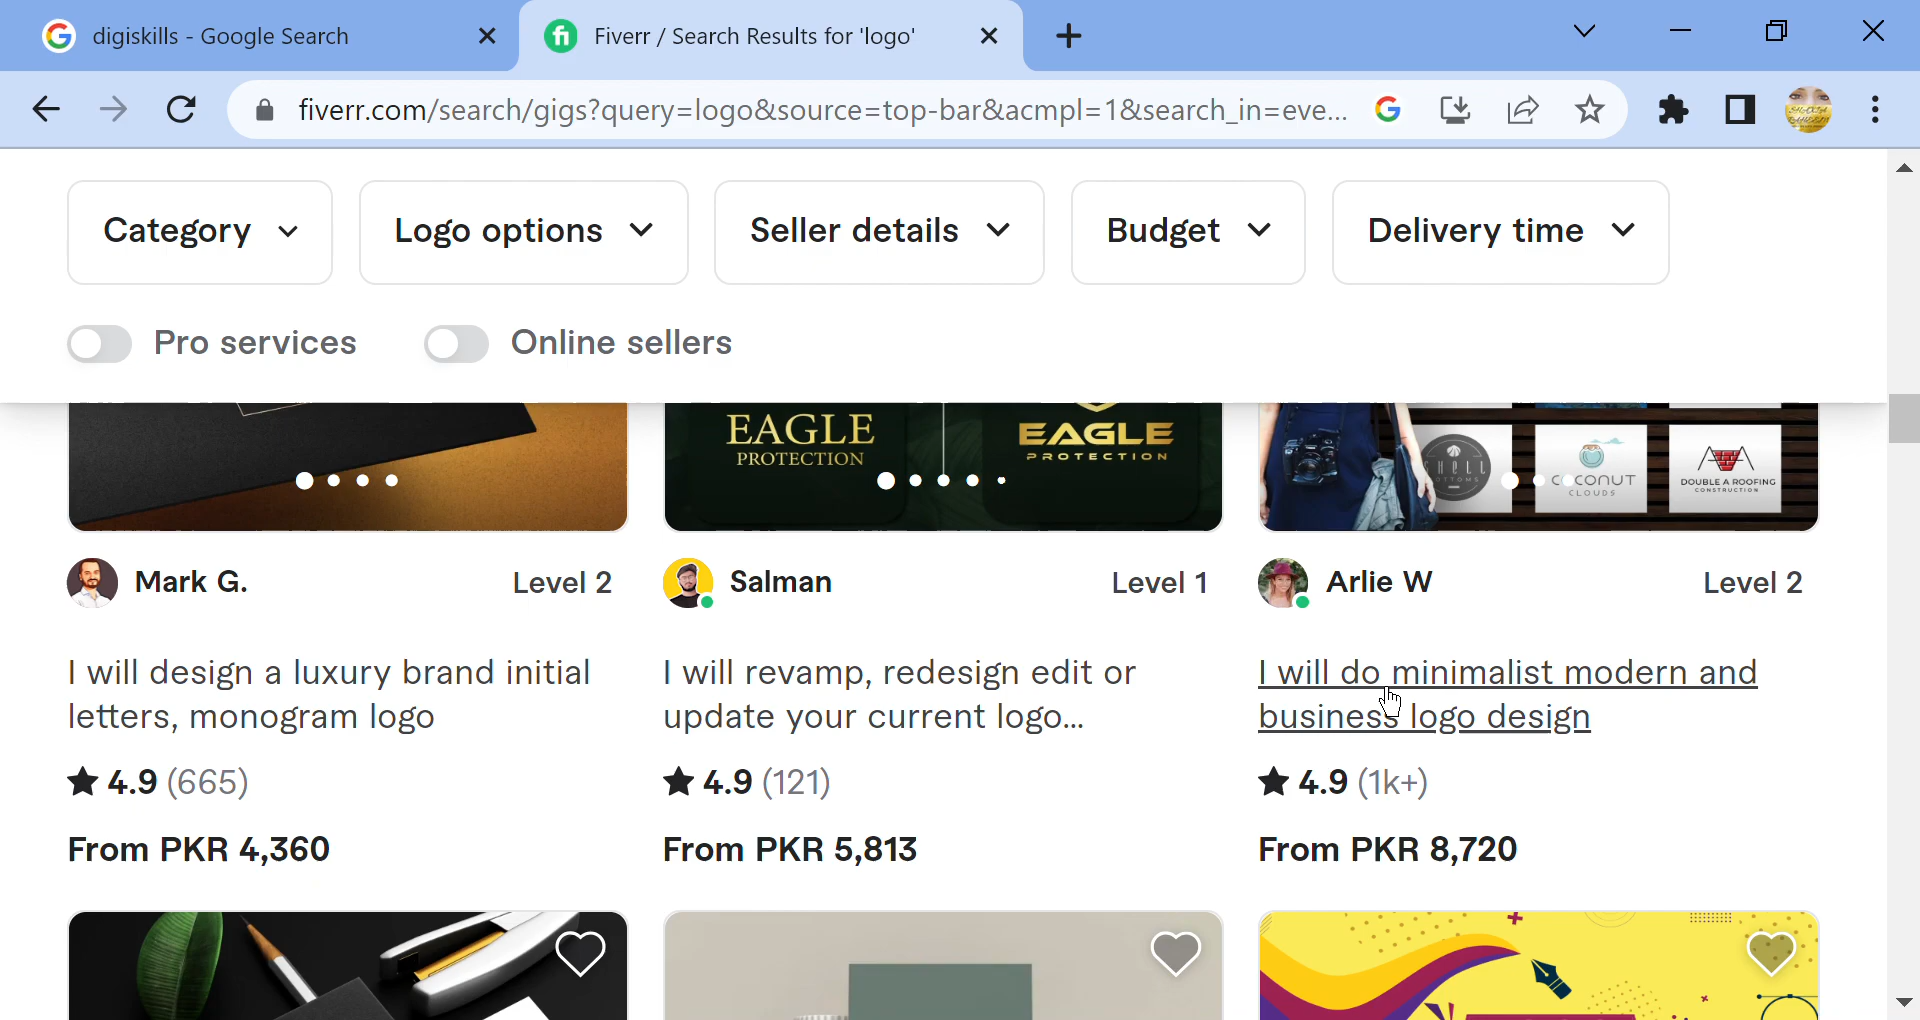 digiskills - Google Search
Fiverr / Search Results for 'logo'
fiverr.com/search/gigs?query=logo&source=top-bar&acmpl=1&search_in=eve...
Category
Logo options
Seller details
Budget
Delivery time
Pro services
Online sellers
EAGLE
PROTECTION
EAGLE
PROTECTION
COCONUT
CLOUDS
DOUBLE A ROOFING
CONSTRUCTION
Mark G.
Level 2
I will design a luxury brand initial
letters, monogram logo
4.9 (665)
From PKR 4,360
Salman
Level 1
I will revamp, redesign edit or
update your current logo...
4.9 (121)
From PKR 5,813
Arlie W
Level 2
I will do minimalist modern and
business logo design
4.9 (1k+)
From PKR 8,720